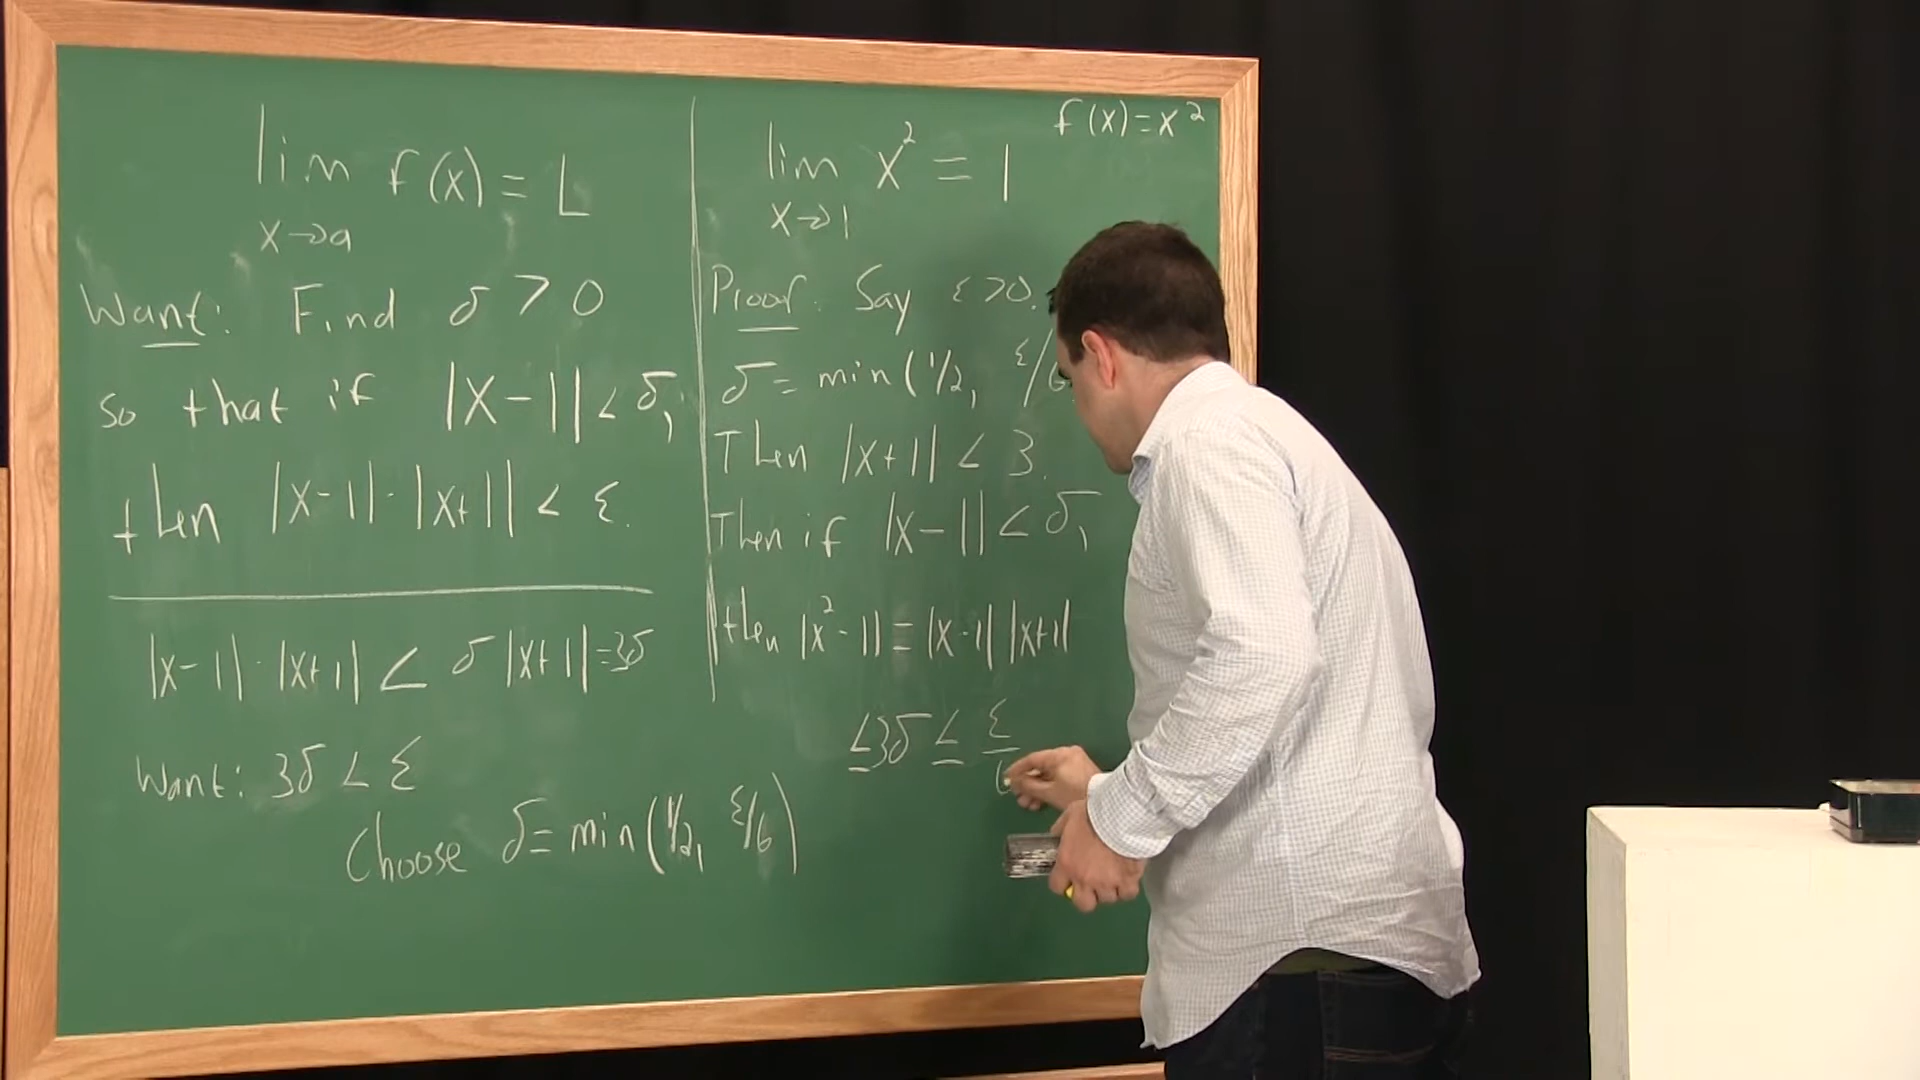 lim f(x) = L
x→a
Want: Find δ > 0
so that if |x-1| < δ,
then |x-1|·|x+1| < ε.
|x-1|·|x+1| < δ|x+1| = 3δ
Want: 3δ < ε
Choose δ = min(1/2, ε/6)
f(x) = x²
lim x² = 1
x→1
Proof: Say ε > 0.
δ = min(1/2, ε/6
Then |x+1| < 3.
Then if |x-1| < δ,
then |x²-1| = |x-1||x+1|
≤ 3δ ≤ ε